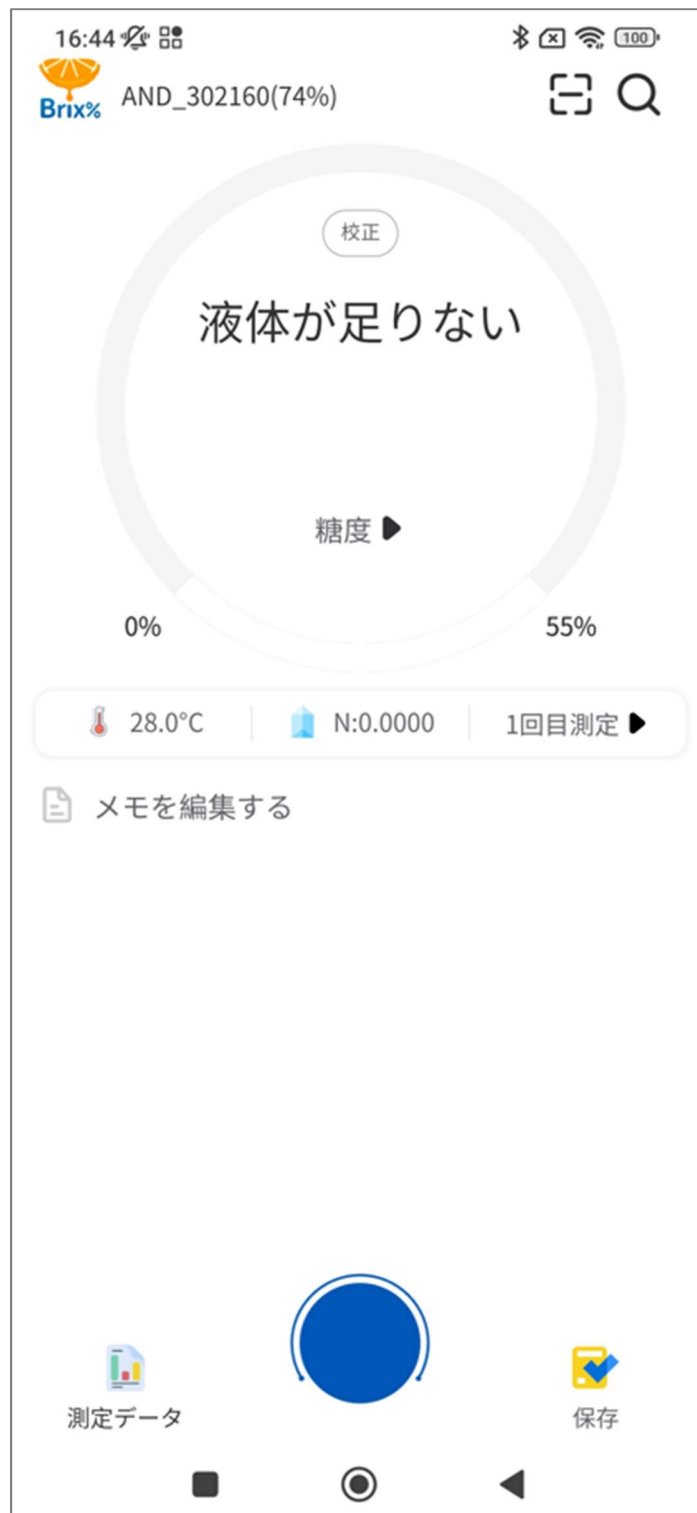 16:44
100
Brix%
AND_302160(74%)
校正
液体が足りない
糖度
0%
55%
28.0°C
N:0.0000
1回目測定
メモを編集する
測定データ
保存